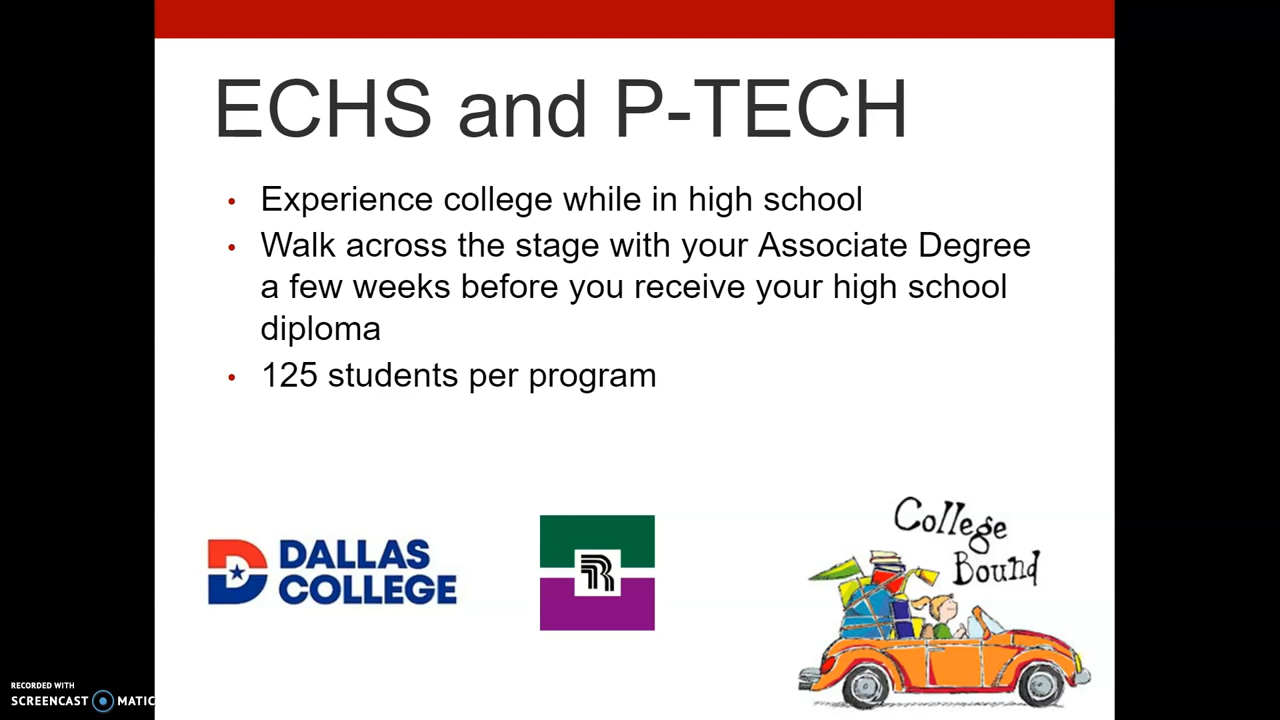 ECHS and P-TECH
• Experience college while in high school
• Walk across the stage with your Associate Degree
a few weeks before you receive your high school
diploma
• 125 students per program
College
Bound
DALLAS
COLLEGE
R
RECORDED WITH
SCREENCAST MATIC